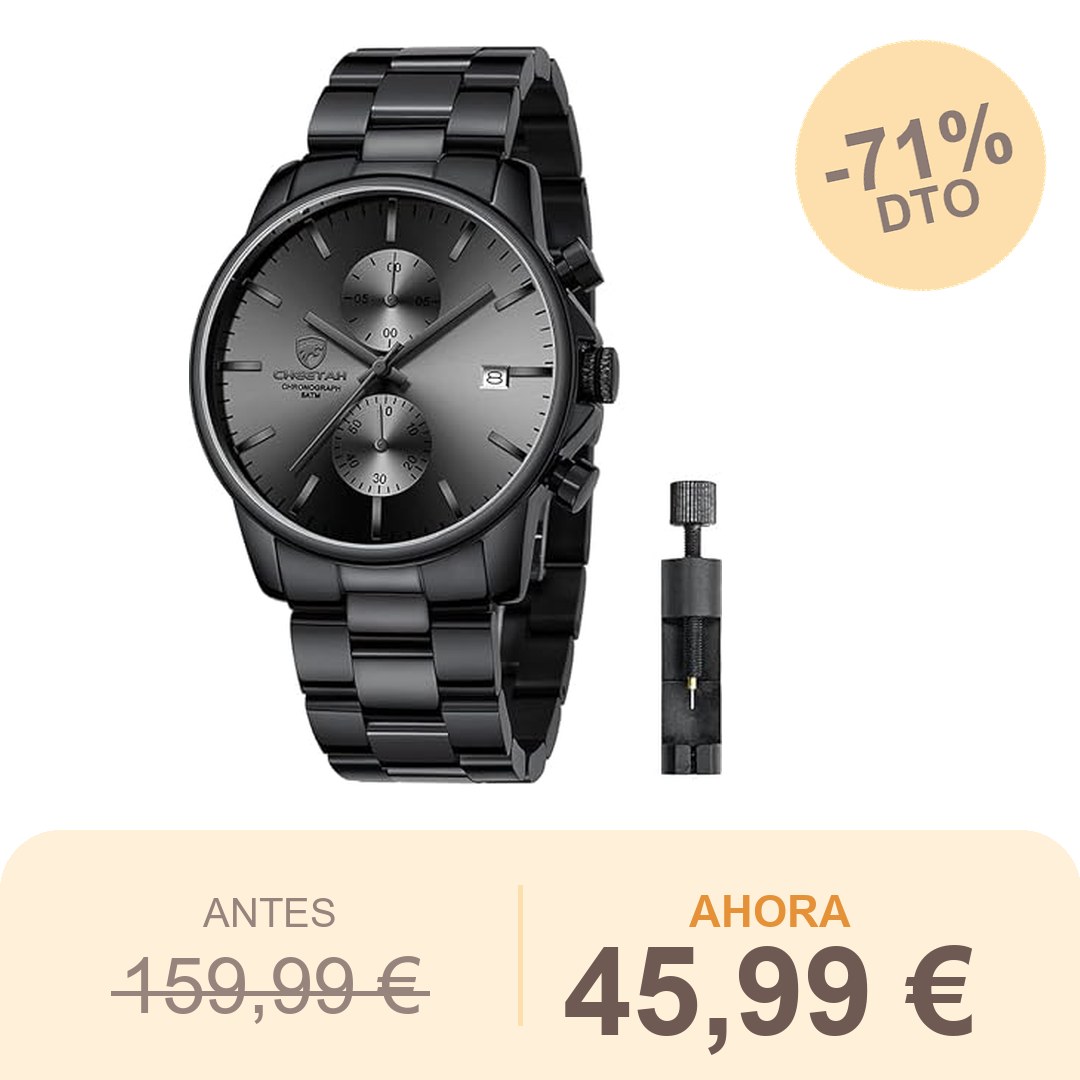 -71%
DTO
00
05 05
00
CHEETAH
CHRONOGRAPH
5ATM
8
0
50 10
40 20
30
ANTES
159,99 €
AHORA
45,99 €